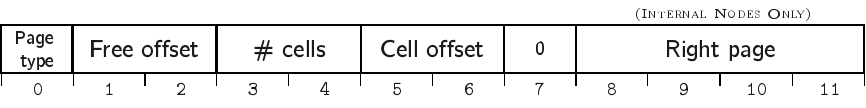 (INTERNAL NODES ONLY)
Page type Free offset # cells Cell offset 0 Right page
0 1 2 3 4 5 6 7 8 9 10 11